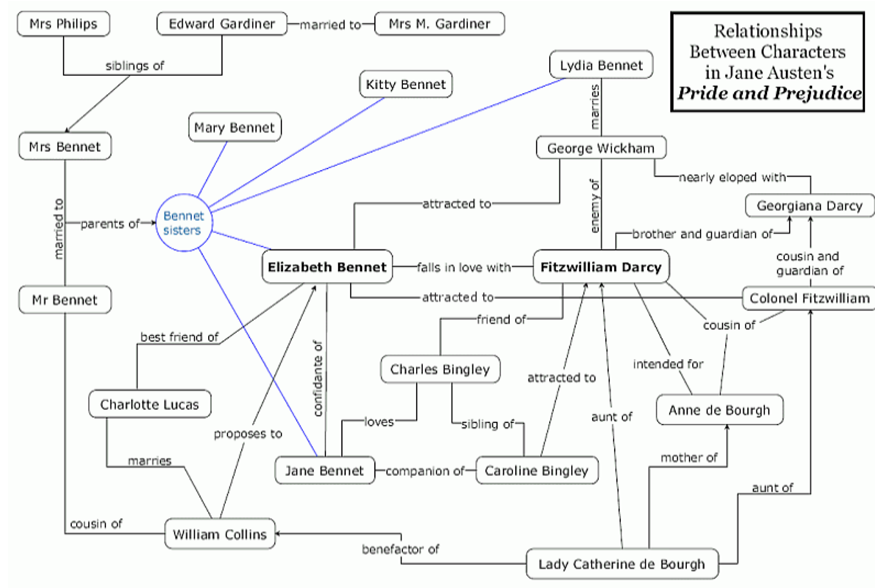 Mrs Philips
Edward Gardiner
married to
Mrs M. Gardiner
Relationships
Between Characters
in Jane Austen's
Pride and Prejudice
siblings of
Lydia Bennet
Kitty Bennet
marries
Mary Bennet
Mrs Bennet
George Wickham
nearly eloped with
attracted to
enemy of
Georgiana Darcy
married to
parents of
Bennet
sisters
brother and guardian of
Elizabeth Bennet
falls in love with
Fitzwilliam Darcy
cousin and
guardian of
Mr Bennet
attracted to
Colonel Fitzwilliam
friend of
cousin of
best friend of
confidante of
Charles Bingley
intended for
attracted to
Charlotte Lucas
Anne de Bourgh
aunt of
loves
sibling of
proposes to
marries
Jane Bennet
companion of
Caroline Bingley
mother of
aunt of
cousin of
William Collins
benefactor of
Lady Catherine de Bourgh